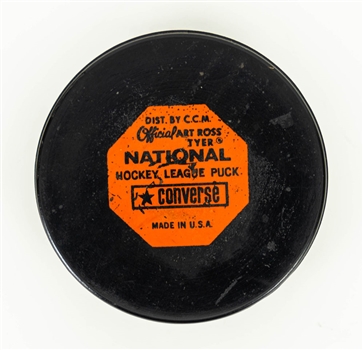 DIST. BY C.C.M.
Official ART ROSS
TYER ®
NATIONAL
HOCKEY LEAGUE PUCK
★ CONVERSE
MADE IN U.S.A.